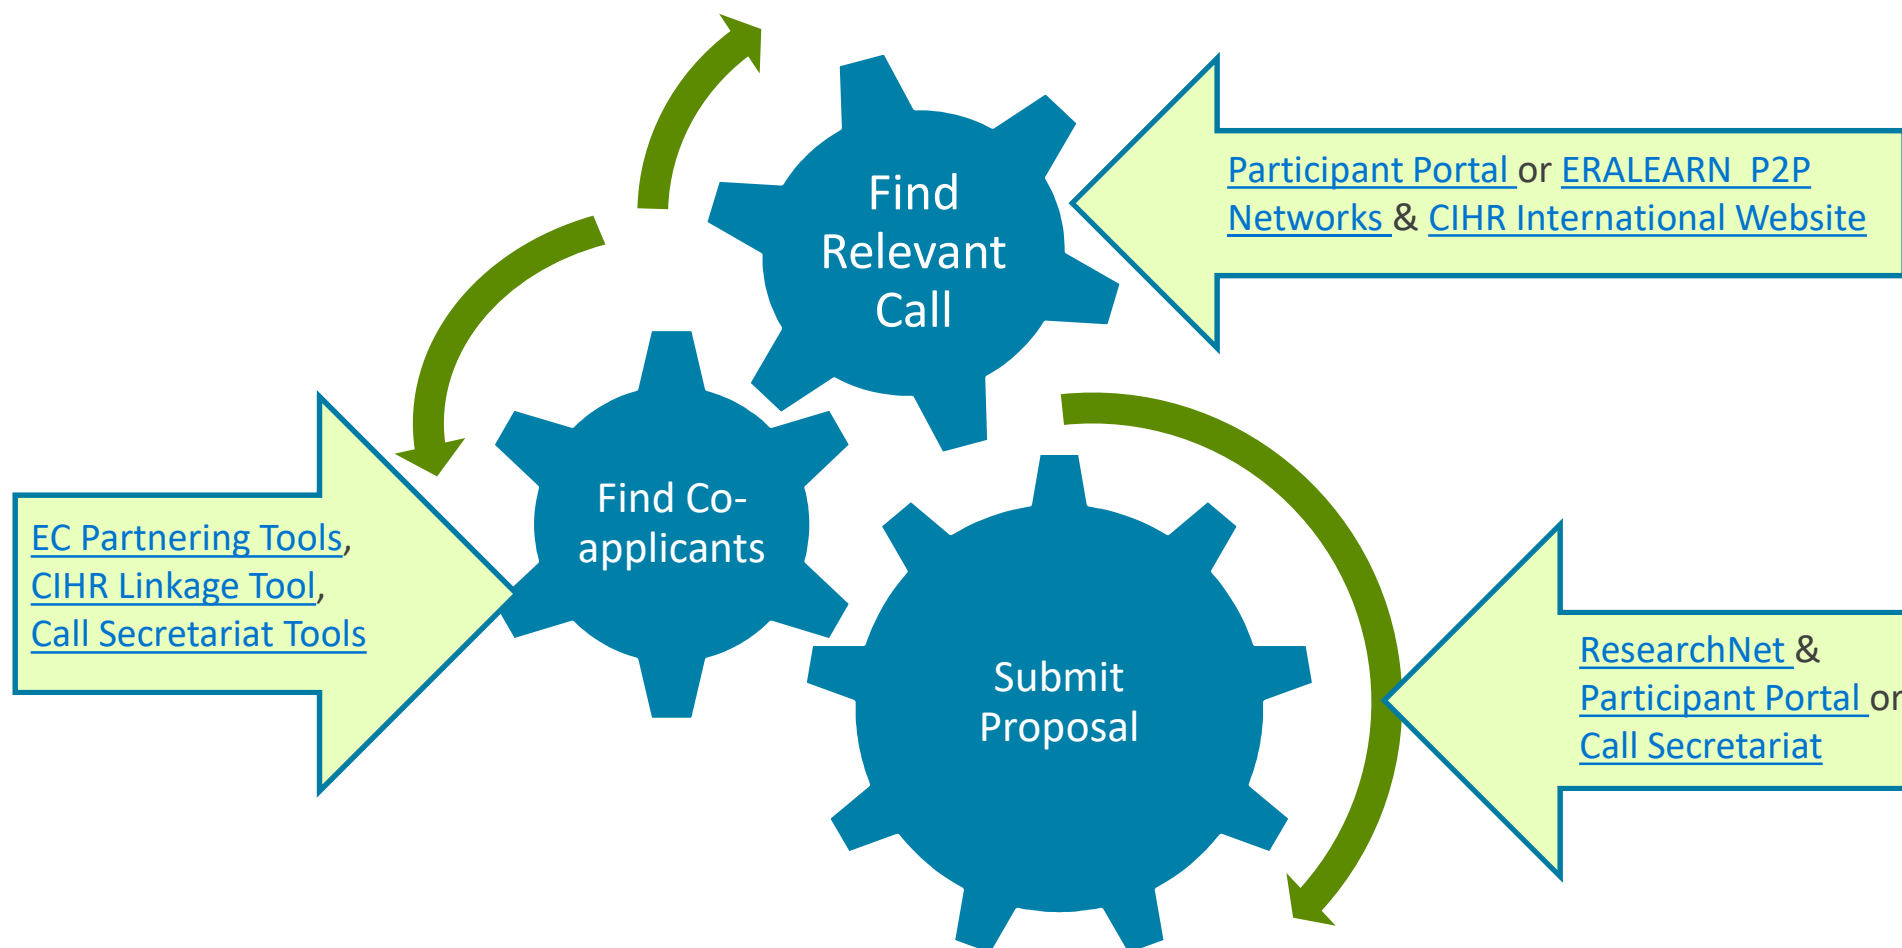 Find
Relevant
Call
Participant Portal or ERALEARN  P2P
Networks & CIHR International Website
Find Co-
applicants
EC Partnering Tools,
CIHR Linkage Tool,
Call Secretariat Tools
Submit
Proposal
ResearchNet &
Participant Portal or
Call Secretariat